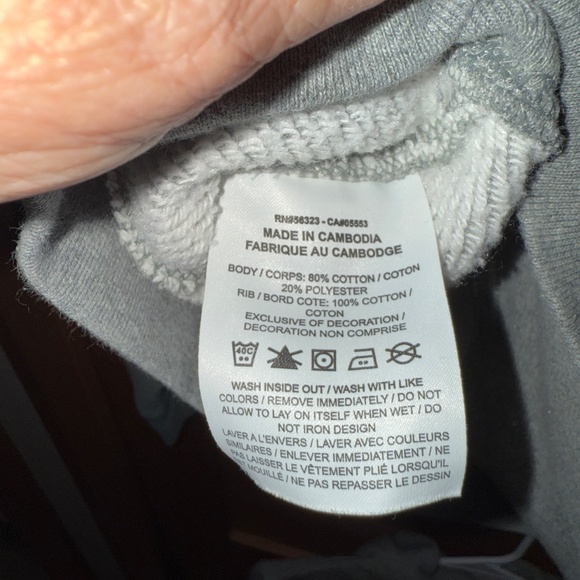 RN#56323 - CA#05553
MADE IN CAMBODIA
FABRIQUE AU CAMBODGE
BODY / CORPS: 80% COTTON / COTON
20% POLYESTER
RIB / BORD COTE: 100% COTTON /
COTON
EXCLUSIVE OF DECORATION /
DECORATION NON COMPRISE
40C
WASH INSIDE OUT / WASH WITH LIKE
COLORS / REMOVE IMMEDIATELY / DO NOT
ALLOW TO LAY ON ITSELF WHEN WET / DO
NOT IRON DESIGN
LAVER A L'ENVERS / LAVER AVEC COULEURS
SIMILAIRES / ENLEVER IMMEDIATEMENT / NE
PAS LAISSER LE VÊTEMENT PLIÉ LORSQU'IL
EST MOUILLÉ / NE PAS REPASSER LE DESSIN